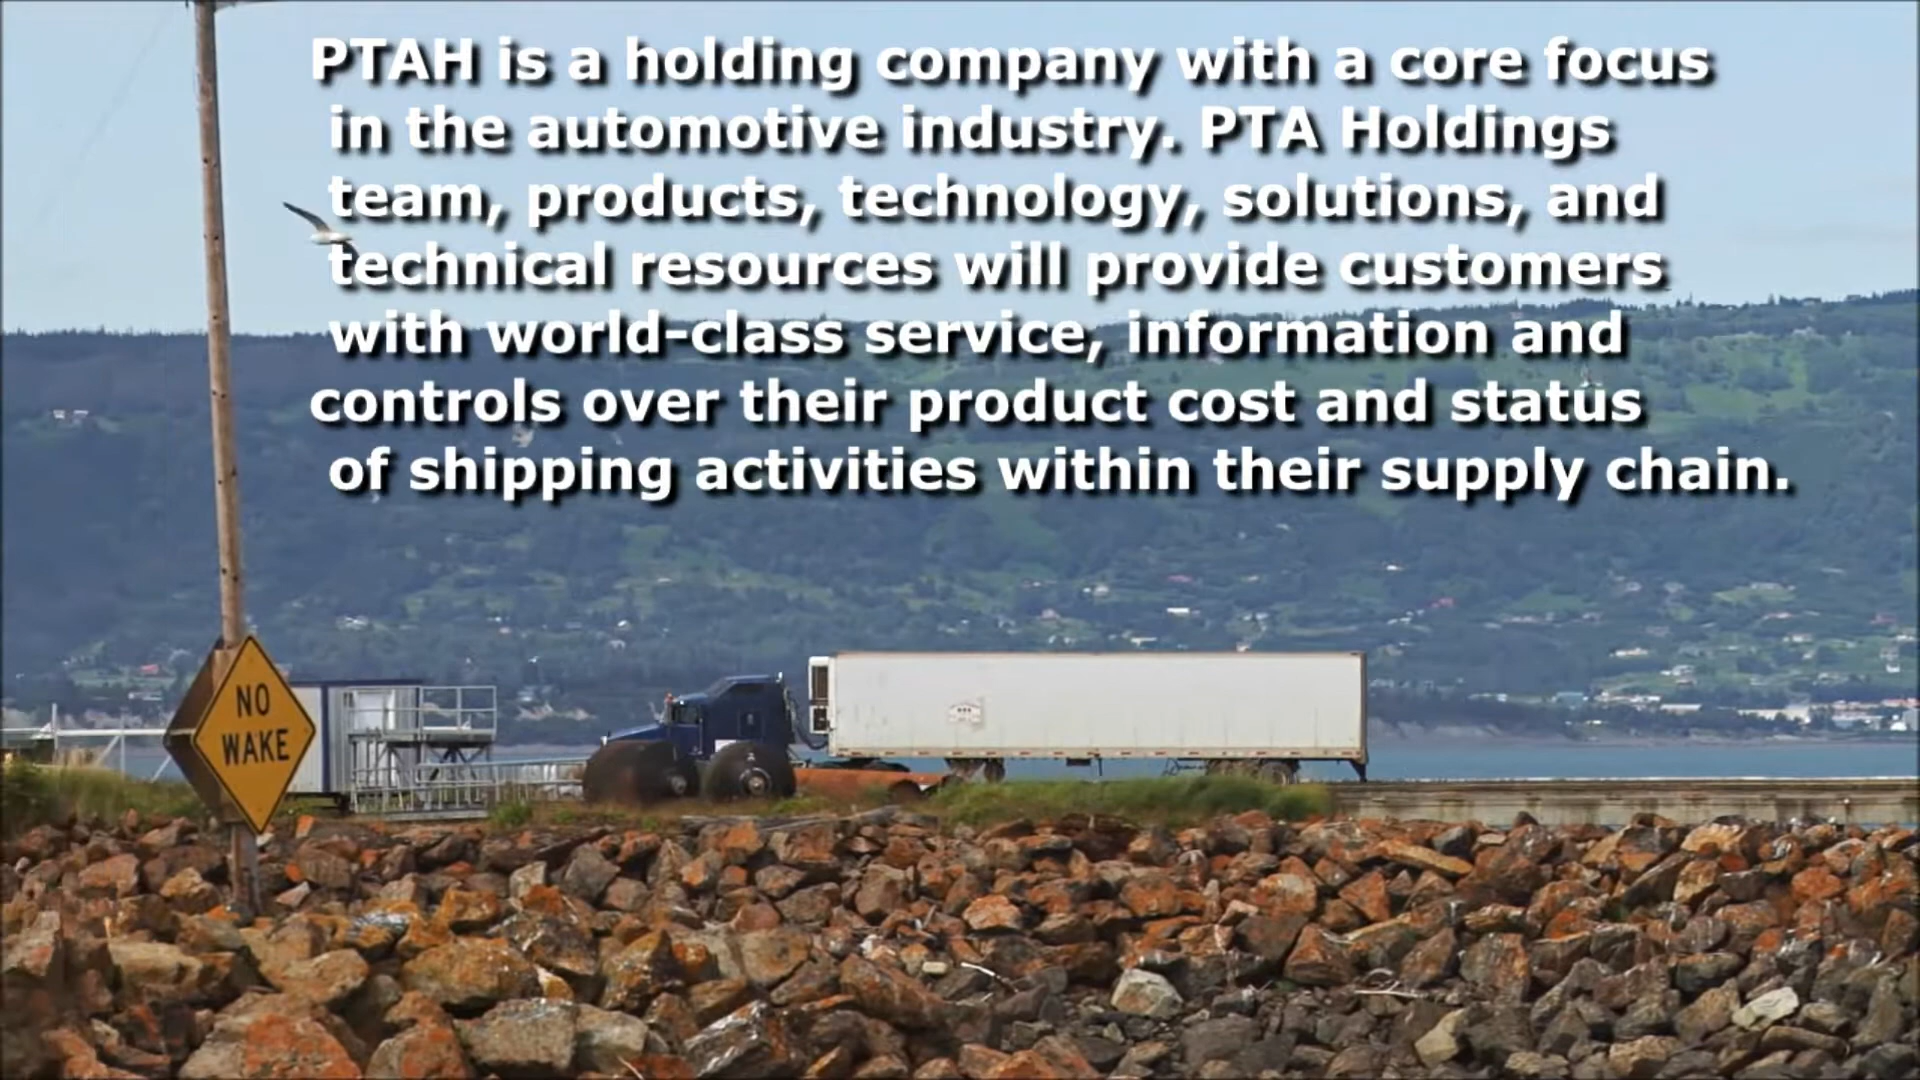 PTAH is a holding company with a core focus
in the automotive industry. PTA Holdings
team, products, technology, solutions, and
technical resources will provide customers
with world-class service, information and
controls over their product cost and status
of shipping activities within their supply chain.
NO
WAKE